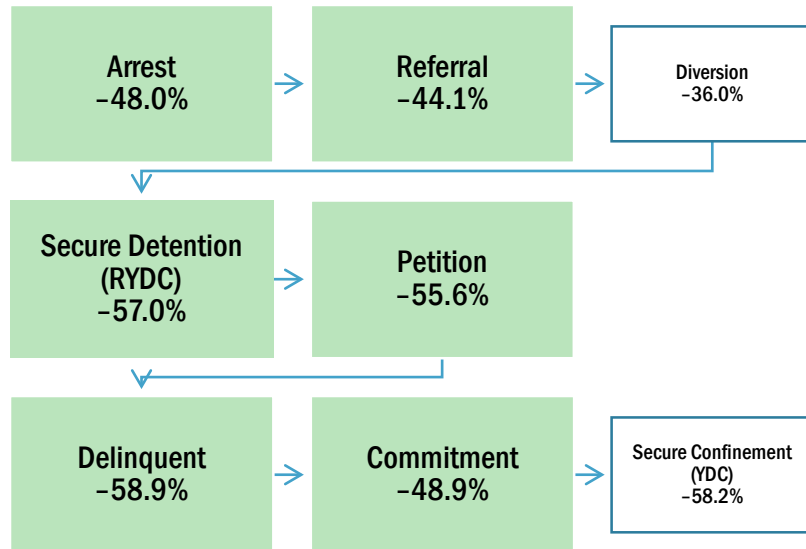 Arrest
–48.0%
Referral
–44.1%
Diversion
–36.0%
Secure Detention
(RYDC)
–57.0%
Petition
–55.6%
Delinquent
–58.9%
Commitment
–48.9%
Secure Confinement
(YDC)
–58.2%